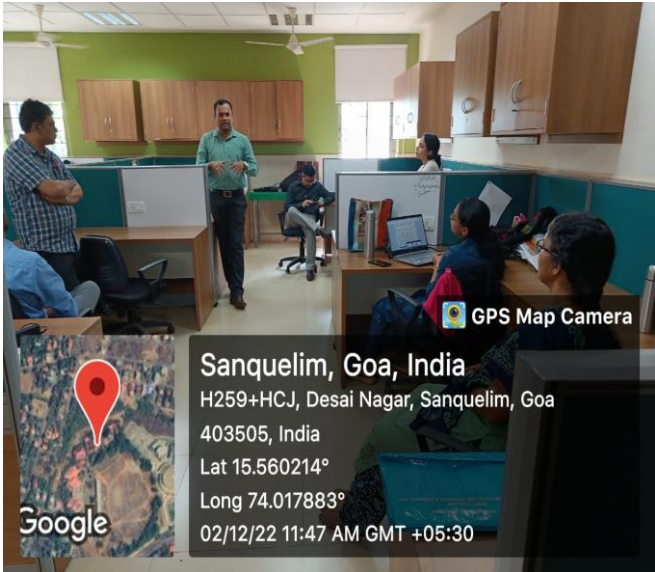 GPS Map Camera
Sanquelim, Goa, India
H259+HCJ, Desai Nagar, Sanquelim, Goa
403505, India
Lat 15.560214°
Long 74.017883°
02/12/22 11:47 AM GMT +05:30
Google